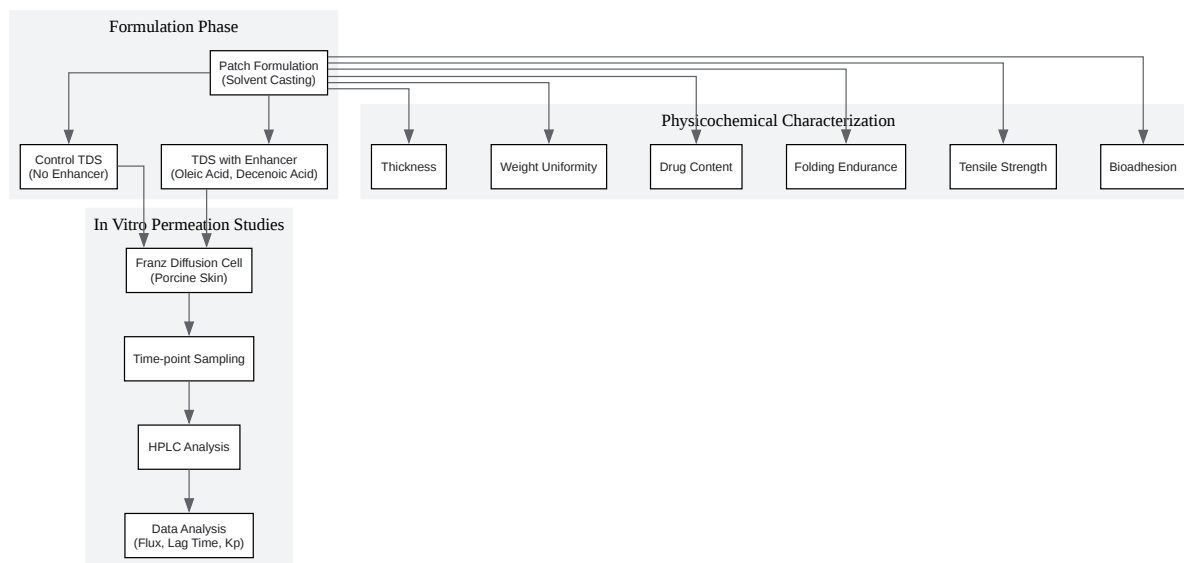 Formulation Phase
Patch Formulation
(Solvent Casting)
Control TDS
(No Enhancer)
TDS with Enhancer
(Oleic Acid, Decenoic Acid)
Physicochemical Characterization
Thickness
Weight Uniformity
Drug Content
Folding Endurance
Tensile Strength
Bioadhesion
In Vitro Permeation Studies
Franz Diffusion Cell
(Porcine Skin)
Time-point Sampling
HPLC Analysis
Data Analysis
(Flux, Lag Time, Kp)